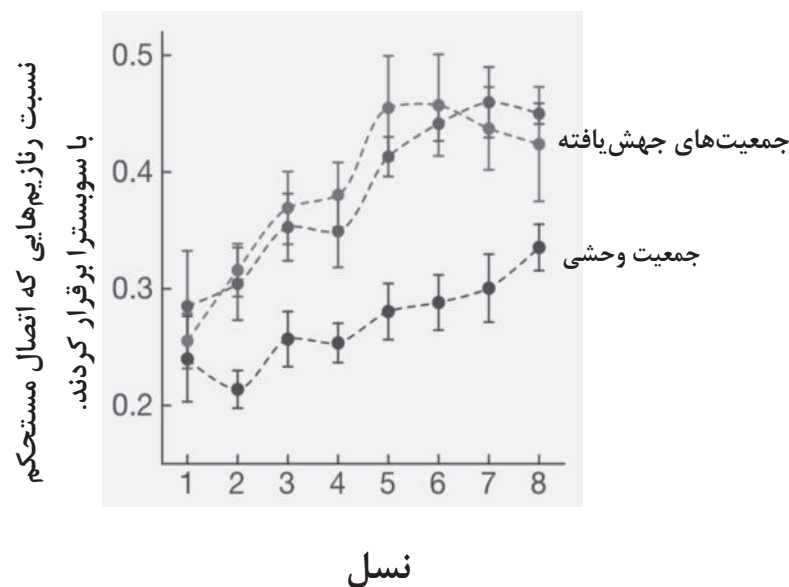 نسبت رنازیم‌هایی که اتصال مستحکم
با سوبسترا برقرار کردند.
0.5
0.4
0.3
0.2
جمعیت‌های جهش‌یافته
جمعیت وحشی
1 2 3 4 5 6 7 8
نسل